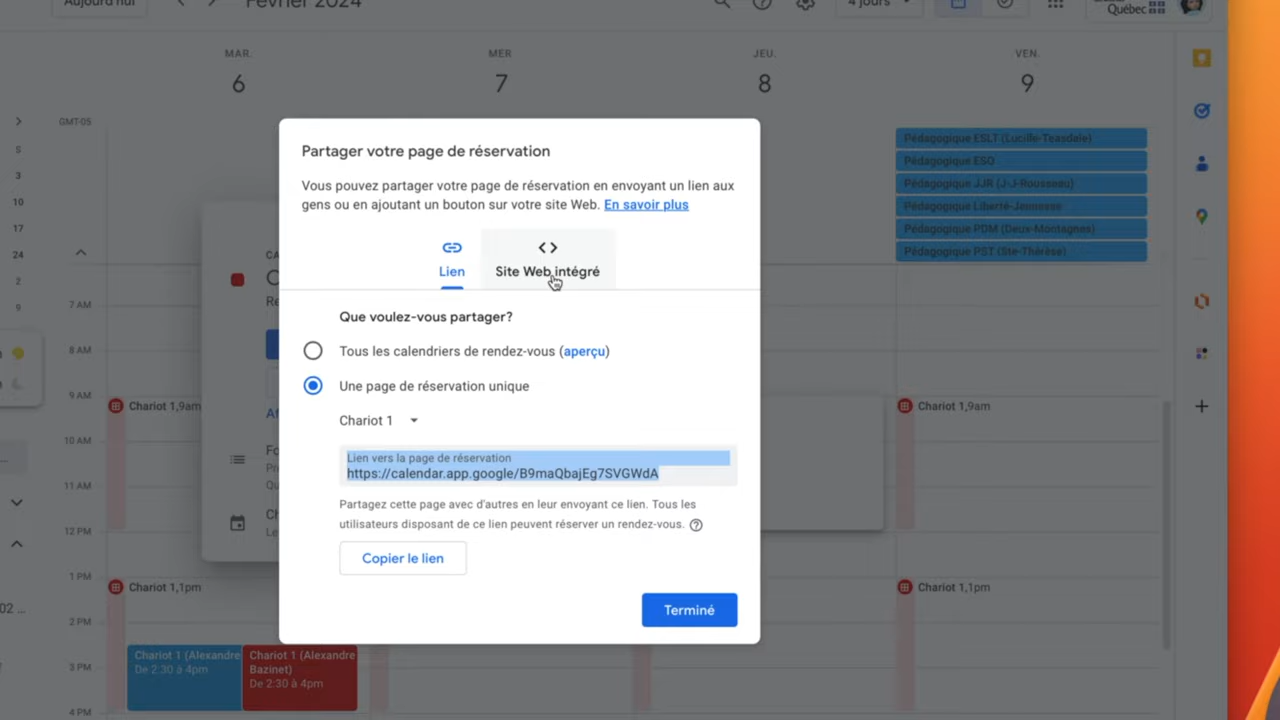 Aujourd'hui
Février 2024
4 jours
Québec
MAR.
MER
JEU.
VEN.
6
7
8
9
GMT-05
5
3
10
17
24
2
9
Pédagogique ESLT (Lucille-Teasdale)
Pédagogique ESO
Pédagogique JJR (J-J-Rousseau)
Pédagogique Liberté-Jeunesse
Pédagogique PDM (Deux-Montagnes)
Pédagogique PST (Ste-Thérèse)
7 AM
8 AM
9 AM
10 AM
11 AM
12 PM
1 PM
2 PM
3 PM
4 PM
Chariot 1,9am
Chariot 1,9am
Chariot 1,1pm
Chariot 1,1pm
Chariot 1 (Alexandre
De 2:30 à 4pm
Chariot 1 (Alexandre
Bazinet)
De 2:30 à 4pm
Partager votre page de réservation
Vous pouvez partager votre page de réservation en envoyant un lien aux
gens ou en ajoutant un bouton sur votre site Web. En savoir plus
Lien
Site Web intégré
Que voulez-vous partager?
Tous les calendriers de rendez-vous (aperçu)
Une page de réservation unique
Chariot 1
Lien vers la page de réservation
https://calendar.app.google/B9maQbajEg7SVGWdA
Partagez cette page avec d'autres en leur envoyant ce lien. Tous les
utilisateurs disposant de ce lien peuvent réserver un rendez-vous.
Copier le lien
Terminé